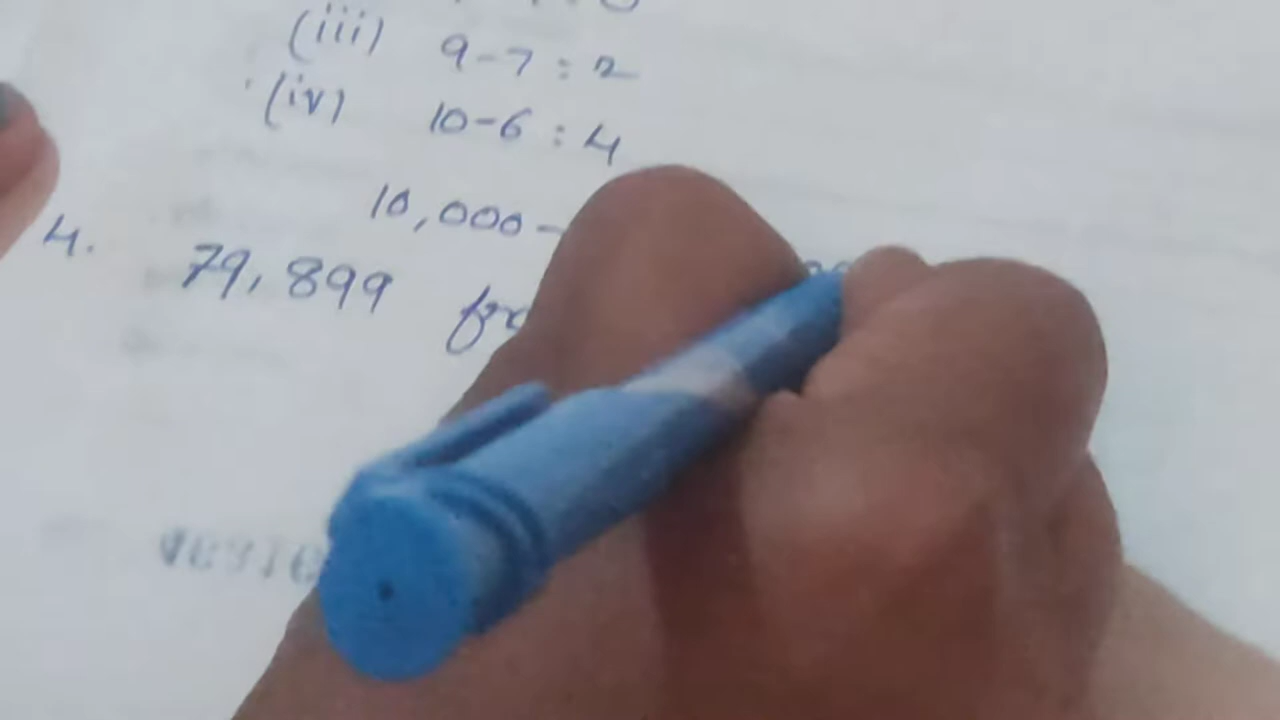 (iii) 9-7 : 2
(iv) 10-6 : 4
10,000-
4. 79,899